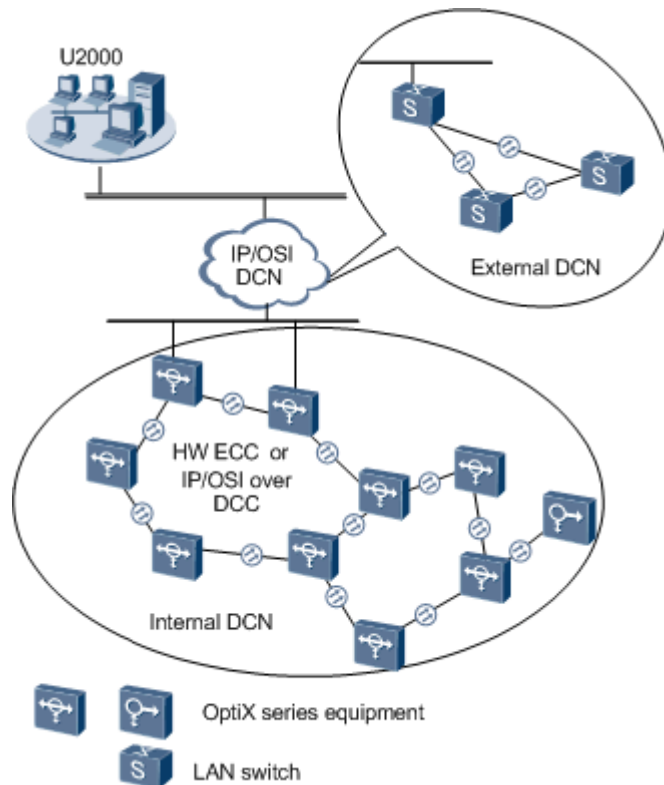 U2000
S
S
S
IP/OSI
DCN
External DCN
HW ECC or
IP/OSI over
DCC
Internal DCN
OptiX series equipment
S
LAN switch